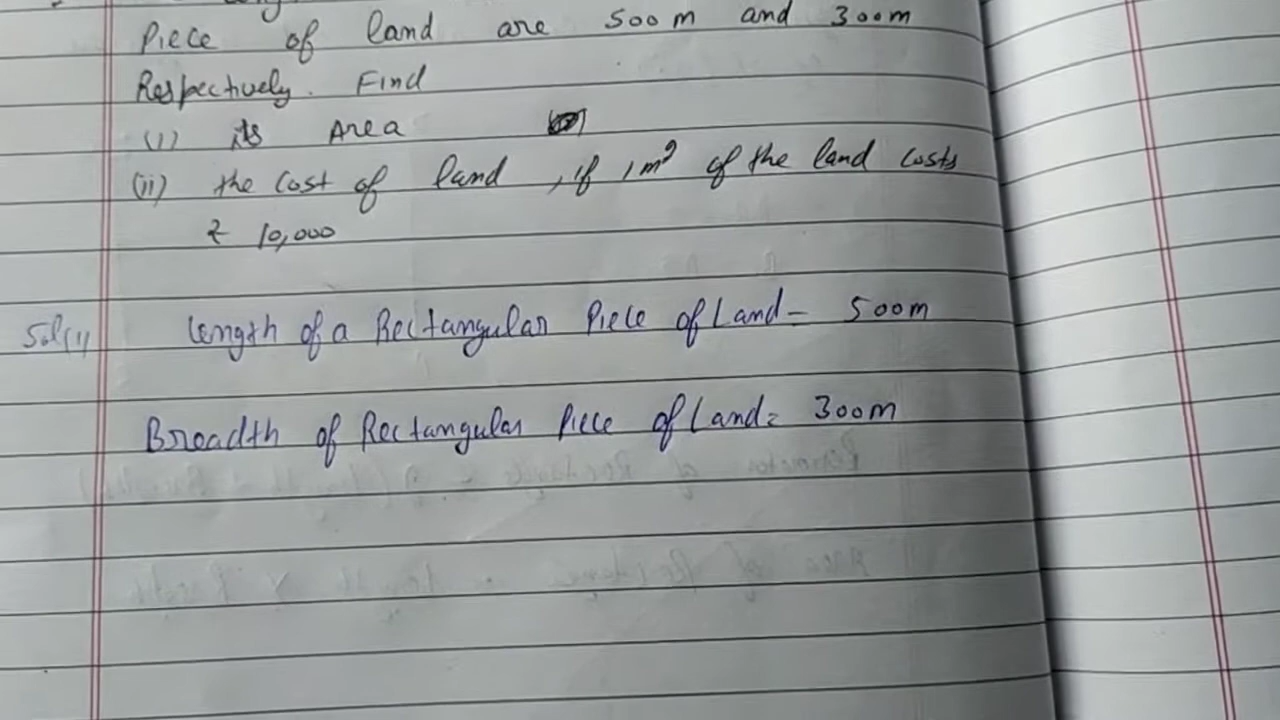 Piece of land are 500m and 300m
Respectively. Find
(i) its Area
(ii) the Cost of land , if 1m² of the land Costs
₹ 10,000
Sol(i) Length of a Rectangular Piece of Land - 500m
Breadth of Rectangular Piece of Land = 300m